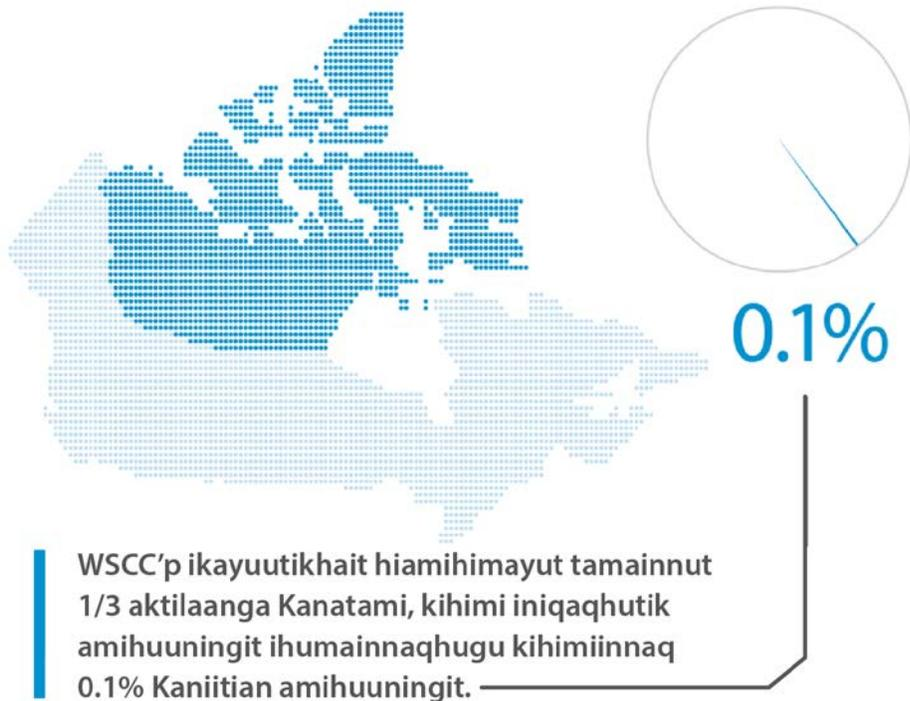 0.1%
WSCC’p ikayuutikhait hiamihimayut tamainnut
1/3 aktilaanga Kanatami, kihimi iniqaqhutik
amihuuningit ihumainnaqhugu kihimiinnaq
0.1% Kaniitian amihuuningit.